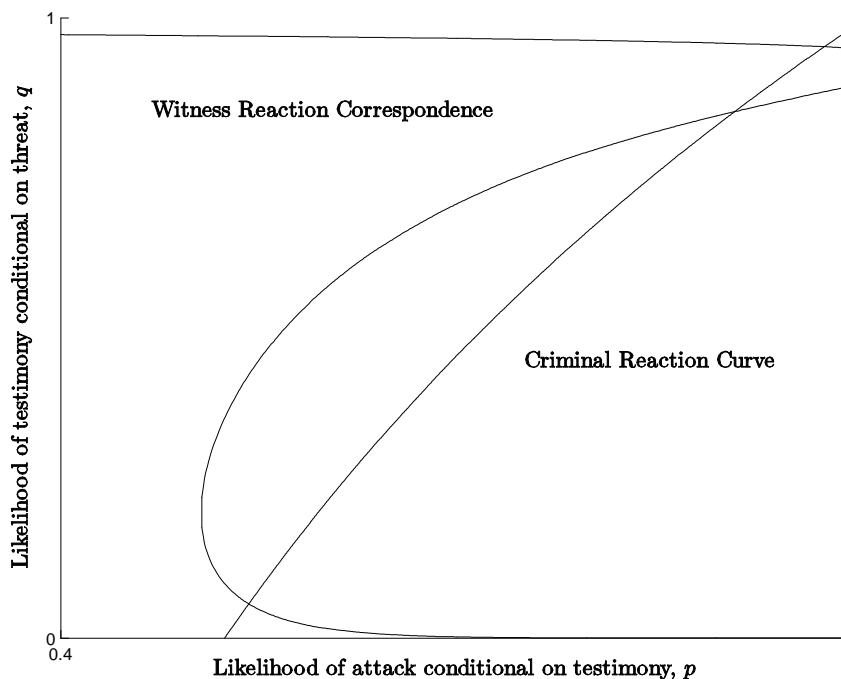 1
Likelihood of testimony conditional on threat, q
Witness Reaction Correspondence
Criminal Reaction Curve
0
0.4
Likelihood of attack conditional on testimony, p